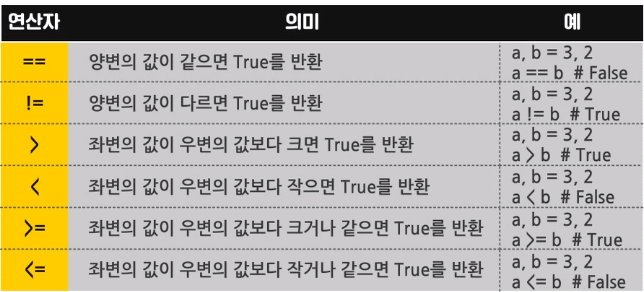 연산자 의미 예
== 양변의 값이 같으면 True를 반환 a, b = 3, 2
a == b # False
!= 양변의 값이 다르면 True를 반환 a, b = 3, 2
a != b # True
> 좌변의 값이 우변의 값보다 크면 True를 반환 a, b = 3, 2
a > b # True
< 좌변의 값이 우변의 값보다 작으면 True를 반환 a, b = 3, 2
a < b # False
>= 좌변의 값이 우변의 값보다 크거나 같으면 True를 반환 a, b = 3, 2
a >= b # True
<= 좌변의 값이 우변의 값보다 작거나 같으면 True를 반환 a, b = 3, 2
a <= b # False